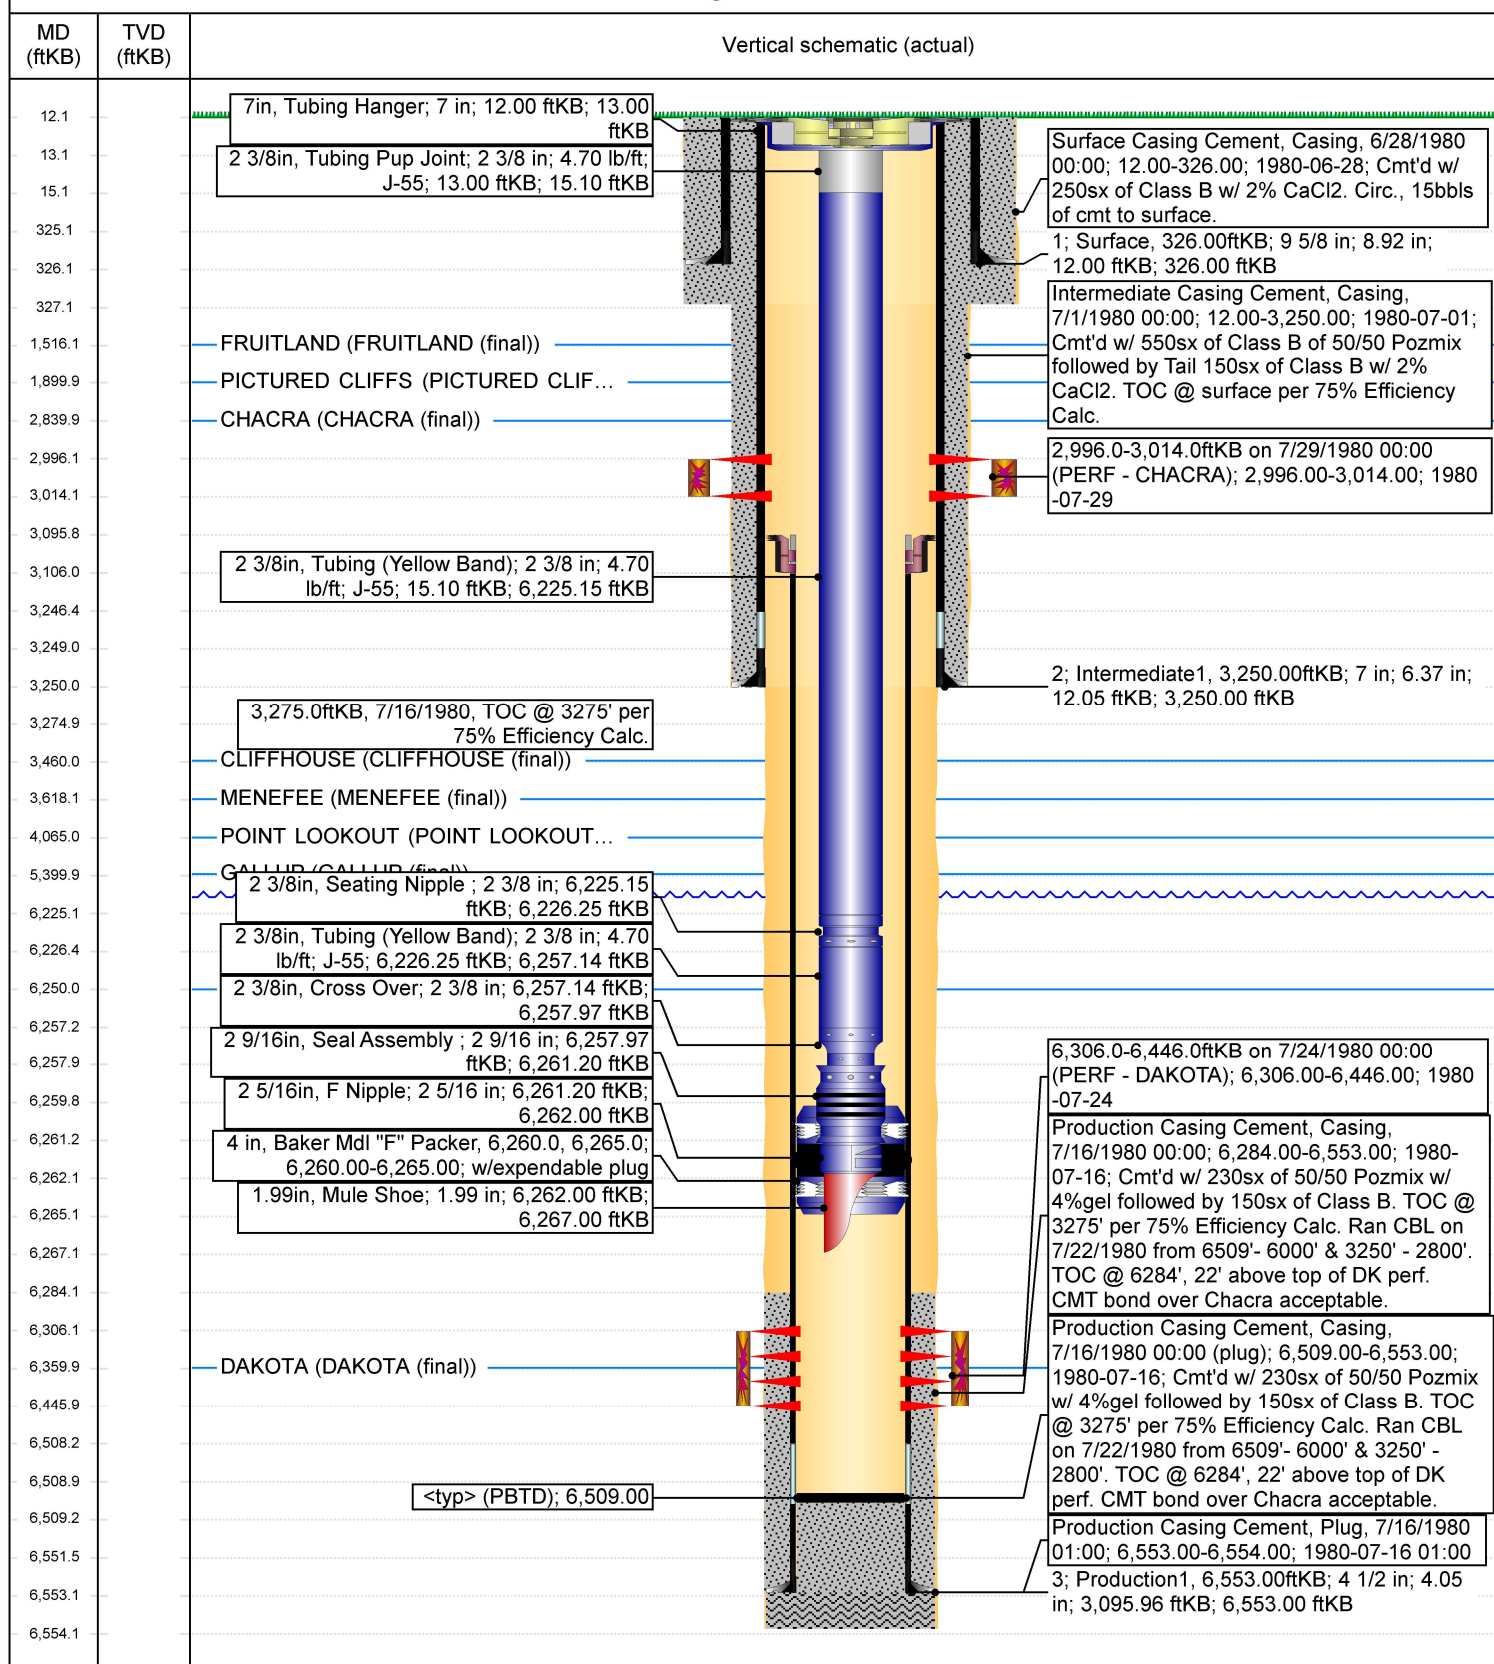 MD
(ftKB)
TVD
(ftKB)
Vertical schematic (actual)
12.1
13.1
15.1
325.1
326.1
327.1
1,516.1
1,899.9
2,839.9
2,996.1
3,014.1
3,095.8
3,106.0
3,246.4
3,249.0
3,250.0
3,274.9
3,460.0
3,618.1
4,065.0
5,399.9
6,225.1
6,226.4
6,250.0
6,257.2
6,257.9
6,259.8
6,261.2
6,262.1
6,265.1
6,267.1
6,284.1
6,306.1
6,359.9
6,445.9
6,508.2
6,508.9
6,509.2
6,551.5
6,553.1
6,554.1
7in, Tubing Hanger; 7 in; 12.00 ftKB; 13.00
ftKB
2 3/8in, Tubing Pup Joint; 2 3/8 in; 4.70 lb/ft;
J-55; 13.00 ftKB; 15.10 ftKB
FRUITLAND (FRUITLAND (final))
PICTURED CLIFFS (PICTURED CLIF...
CHACRA (CHACRA (final))
2 3/8in, Tubing (Yellow Band); 2 3/8 in; 4.70
lb/ft; J-55; 15.10 ftKB; 6,225.15 ftKB
3,275.0ftKB, 7/16/1980, TOC @ 3275' per
75% Efficiency Calc.
CLIFFHOUSE (CLIFFHOUSE (final))
MENEFEE (MENEFEE (final))
POINT LOOKOUT (POINT LOOKOUT...
GALLUP (GALLUP (final))
2 3/8in, Seating Nipple ; 2 3/8 in; 6,225.15
ftKB; 6,226.25 ftKB
2 3/8in, Tubing (Yellow Band); 2 3/8 in; 4.70
lb/ft; J-55; 6,226.25 ftKB; 6,257.14 ftKB
2 3/8in, Cross Over; 2 3/8 in; 6,257.14 ftKB;
6,257.97 ftKB
2 9/16in, Seal Assembly ; 2 9/16 in; 6,257.97
ftKB; 6,261.20 ftKB
2 5/16in, F Nipple; 2 5/16 in; 6,261.20 ftKB;
6,262.00 ftKB
4 in, Baker Mdl "F" Packer, 6,260.0, 6,265.0;
6,260.00-6,265.00; w/expendable plug
1.99in, Mule Shoe; 1.99 in; 6,262.00 ftKB;
6,267.00 ftKB
DAKOTA (DAKOTA (final))
<typ> (PBTD); 6,509.00
Surface Casing Cement, Casing, 6/28/1980
00:00; 12.00-326.00; 1980-06-28; Cmt'd w/
250sx of Class B w/ 2% CaCl2. Circ., 15bbls
of cmt to surface.
1; Surface, 326.00ftKB; 9 5/8 in; 8.92 in;
12.00 ftKB; 326.00 ftKB
Intermediate Casing Cement, Casing,
7/1/1980 00:00; 12.00-3,250.00; 1980-07-01;
Cmt'd w/ 550sx of Class B of 50/50 Pozmix
followed by Tail 150sx of Class B w/ 2%
CaCl2. TOC @ surface per 75% Efficiency
Calc.
2,996.0-3,014.0ftKB on 7/29/1980 00:00
(PERF - CHACRA); 2,996.00-3,014.00; 1980
-07-29
2; Intermediate1, 3,250.00ftKB; 7 in; 6.37 in;
12.05 ftKB; 3,250.00 ftKB
6,306.0-6,446.0ftKB on 7/24/1980 00:00
(PERF - DAKOTA); 6,306.00-6,446.00; 1980
-07-24
Production Casing Cement, Casing,
7/16/1980 00:00; 6,284.00-6,553.00; 1980-
07-16; Cmt'd w/ 230sx of 50/50 Pozmix w/
4%gel followed by 150sx of Class B. TOC @
3275' per 75% Efficiency Calc. Ran CBL on
7/22/1980 from 6509'- 6000' & 3250' - 2800'.
TOC @ 6284', 22' above top of DK perf.
CMT bond over Chacra acceptable.
Production Casing Cement, Casing,
7/16/1980 00:00 (plug); 6,509.00-6,553.00;
1980-07-16; Cmt'd w/ 230sx of 50/50 Pozmix
w/ 4%gel followed by 150sx of Class B. TOC
@ 3275' per 75% Efficiency Calc. Ran CBL
on 7/22/1980 from 6509'- 6000' & 3250' -
2800'. TOC @ 6284', 22' above top of DK
perf. CMT bond over Chacra acceptable.
Production Casing Cement, Plug, 7/16/1980
01:00; 6,553.00-6,554.00; 1980-07-16 01:00
3; Production1, 6,553.00ftKB; 4 1/2 in; 4.05
in; 3,095.96 ftKB; 6,553.00 ftKB